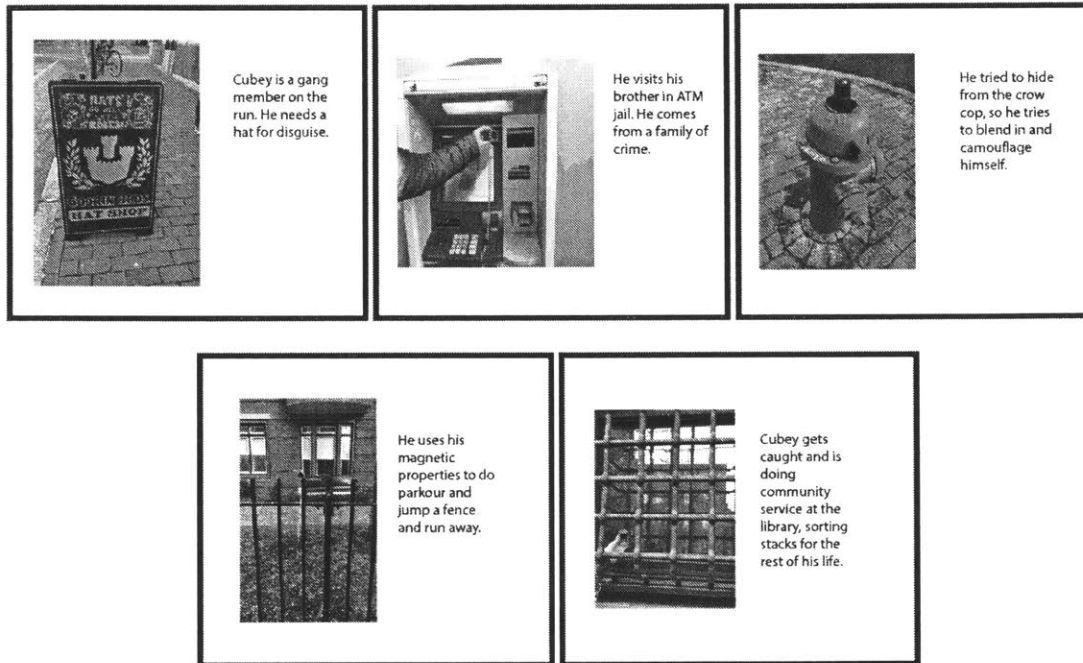 HATS
HAT SHOP
Cubey is a gang
member on the
run. He needs a
hat for disguise.
He visits his
brother in ATM
jail. He comes
from a family of
crime.
He tried to hide
from the crow
cop, so he tries
to blend in and
camouflage
himself.
He uses his
magnetic
properties to do
parkour and
jump a fence
and run away.
Cubey gets
caught and is
doing
community
service at the
library, sorting
stacks for the
rest of his life.